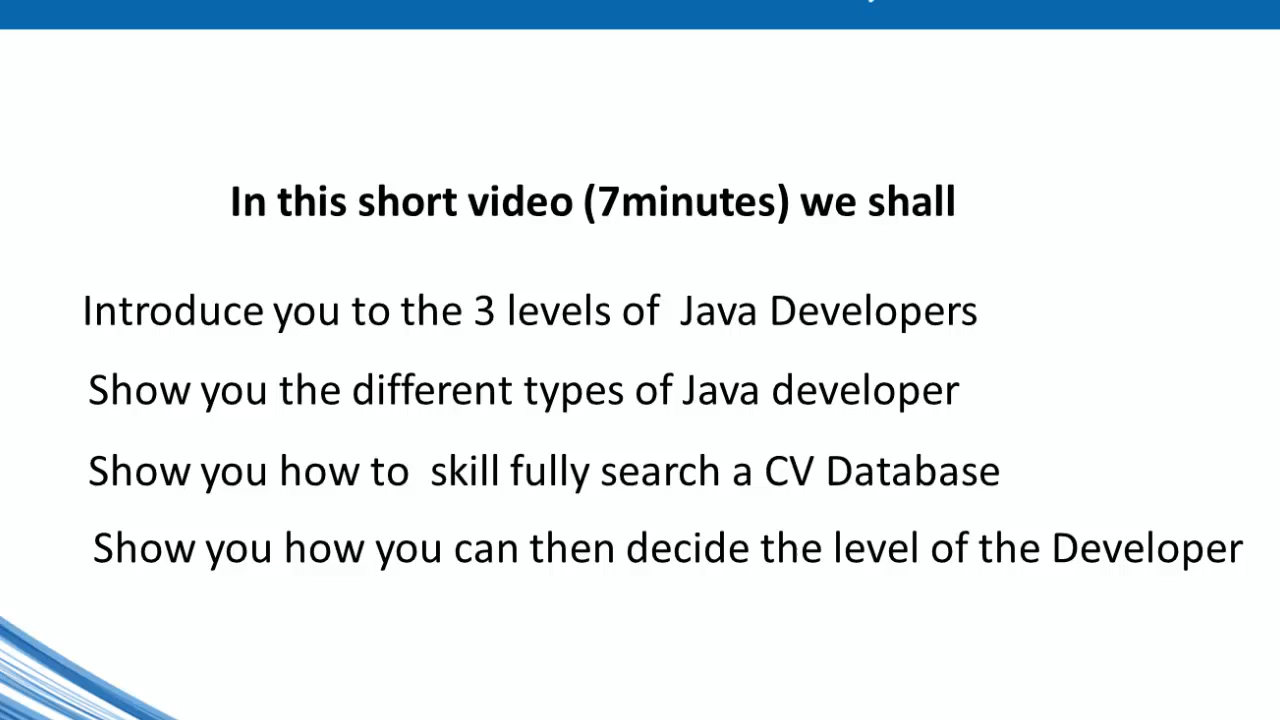 In this short video (7minutes) we shall
Introduce you to the 3 levels of  Java Developers
Show you the different types of Java developer
Show you how to  skill fully search a CV Database
Show you how you can then decide the level of the Developer